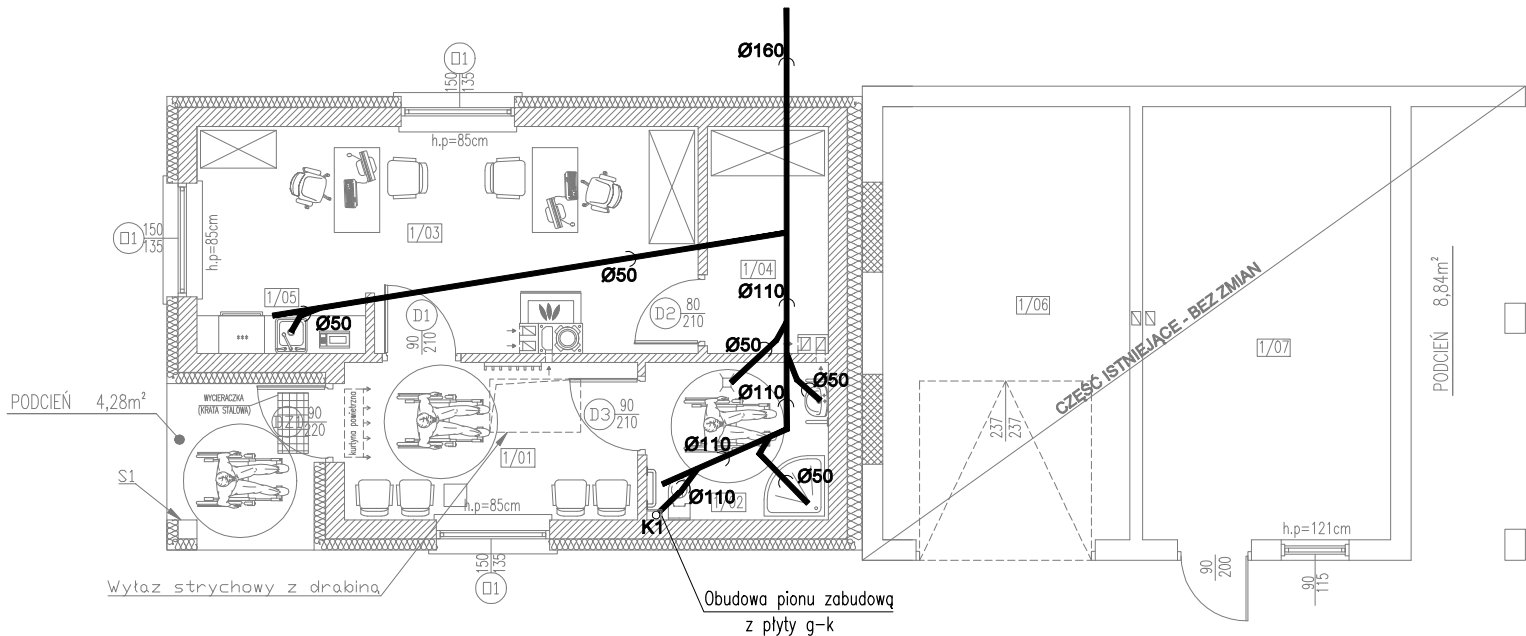 Ø160
O1
150
135
h.p=85cm
O1
150
135
h.p=85cm
1/03
1/04
Ø50
1/05
Ø50
***
D1
90
210
D2
80
210
Ø110
Ø50
Ø50
Ø110
1/06
1/07
CZĘŚĆ ISTNIEJĄCE - BEZ ZMIAN
PODCIEŃ 8,84m²
PODCIEŃ 4,28m²
WYCIERACZKA
(KRATA STALOWA)
90
220
kurtyna powietrzna
D3
90
210
237
237
1/01
Ø110
Ø50
Ø110
1/02
S1
h.p=85cm
K1
h.p=121cm
150
135
O1
90
200
90
115
Wyłaz strychowy z drabiną
Obudowa pionu zabudową
z płyty g-k